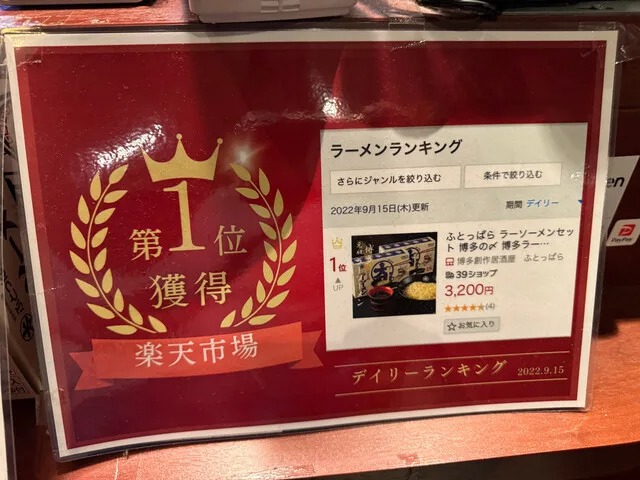 第1位
獲得
楽天市場
ラーメンランキング
さらにジャンルを絞り込む
条件で絞り込む
2022年9月15日(木)更新
期間 デイリー
1位
UP
ふとっぱら ラーソーメンセッ
ト 博多の〆 博多ラー…
博多創作居酒屋 ふとっぱら
39ショップ
3,200円
(4)
お気に入り
デイリーランキング 2022.9.15
PayPay